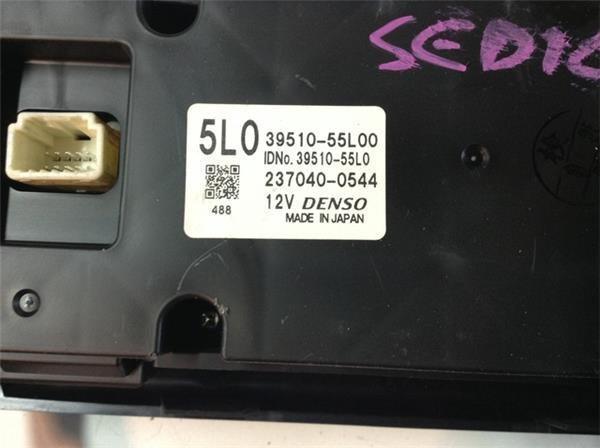 SEDIC
5L0 39510-55L00
IDNo. 39510-55L0
237040-0544
488
12V DENSO
MADE IN JAPAN